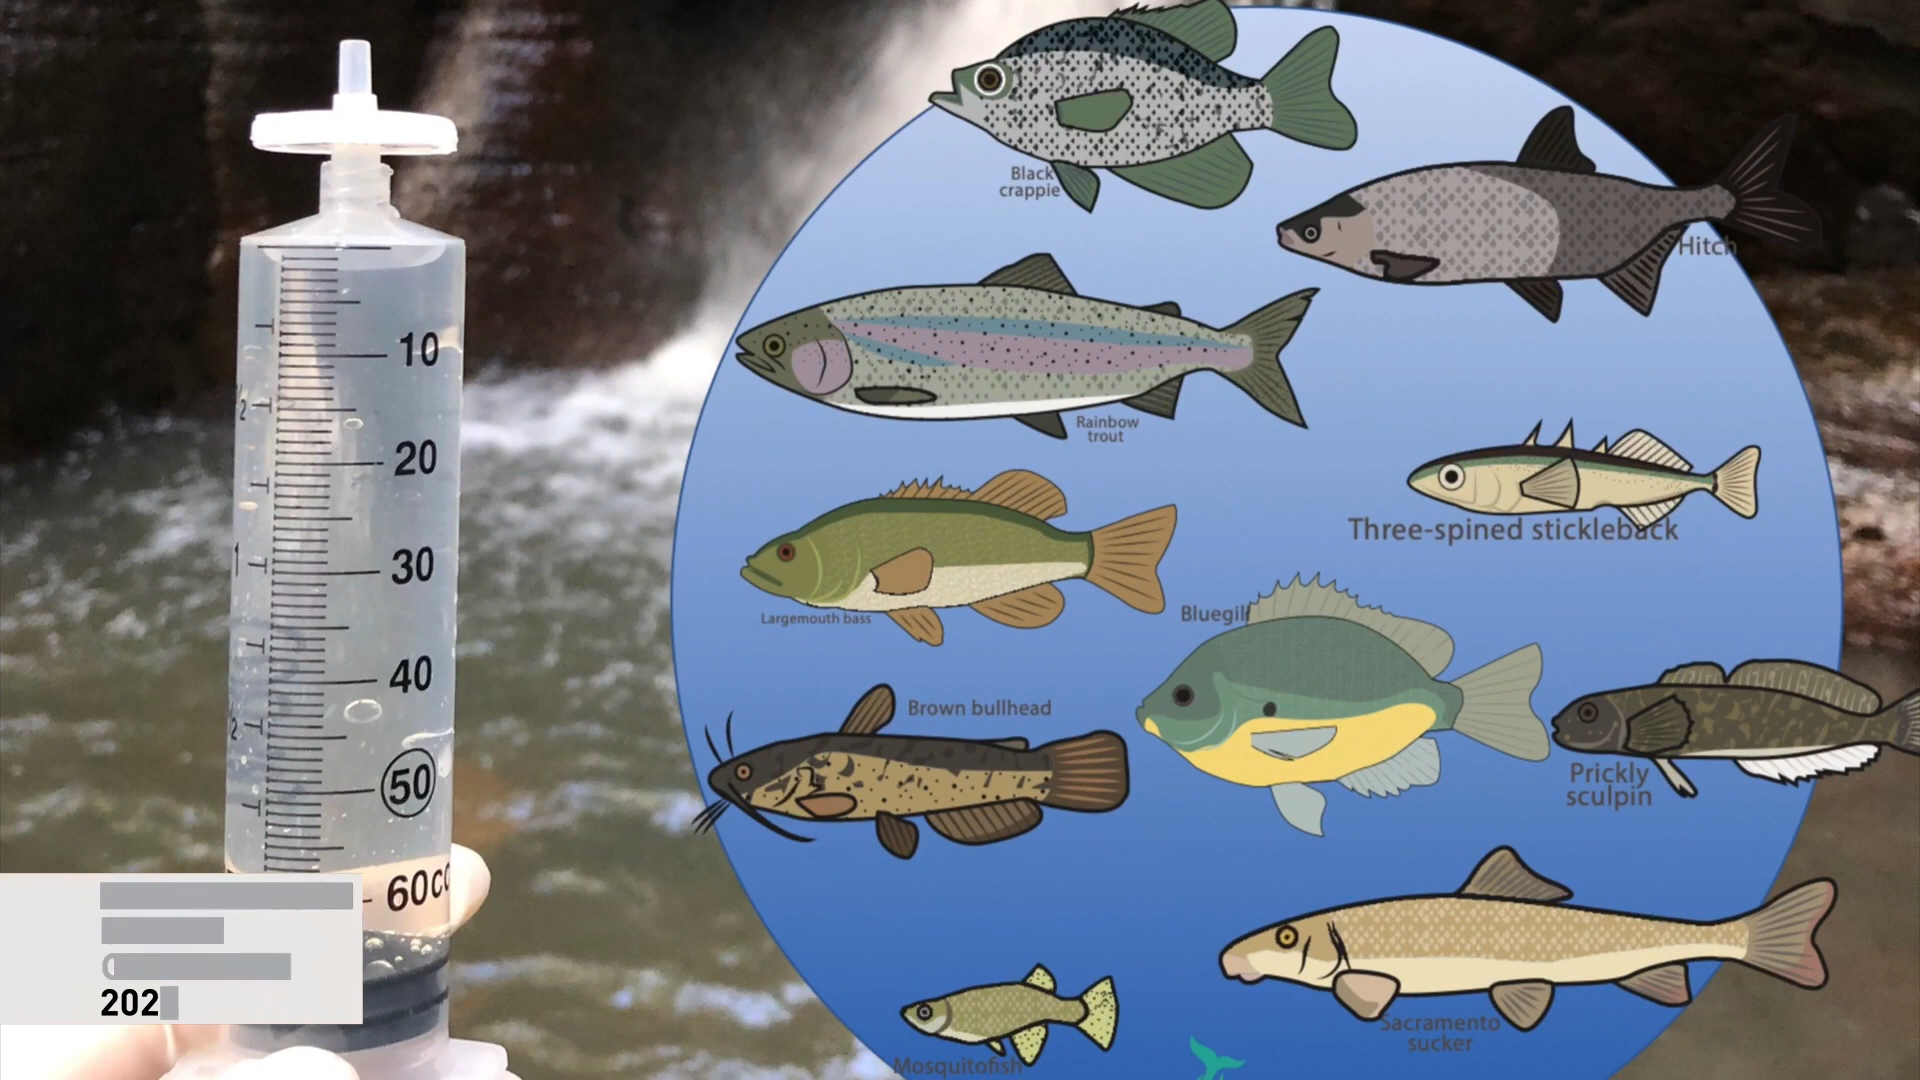 10
20
30
40
50
60cc
202
Black
crappie
Hitch
Rainbow
trout
Three-spined stickleback
Largemouth bass
Bluegill
Brown bullhead
Prickly
sculpin
Sacramento
sucker
Mosquitofish